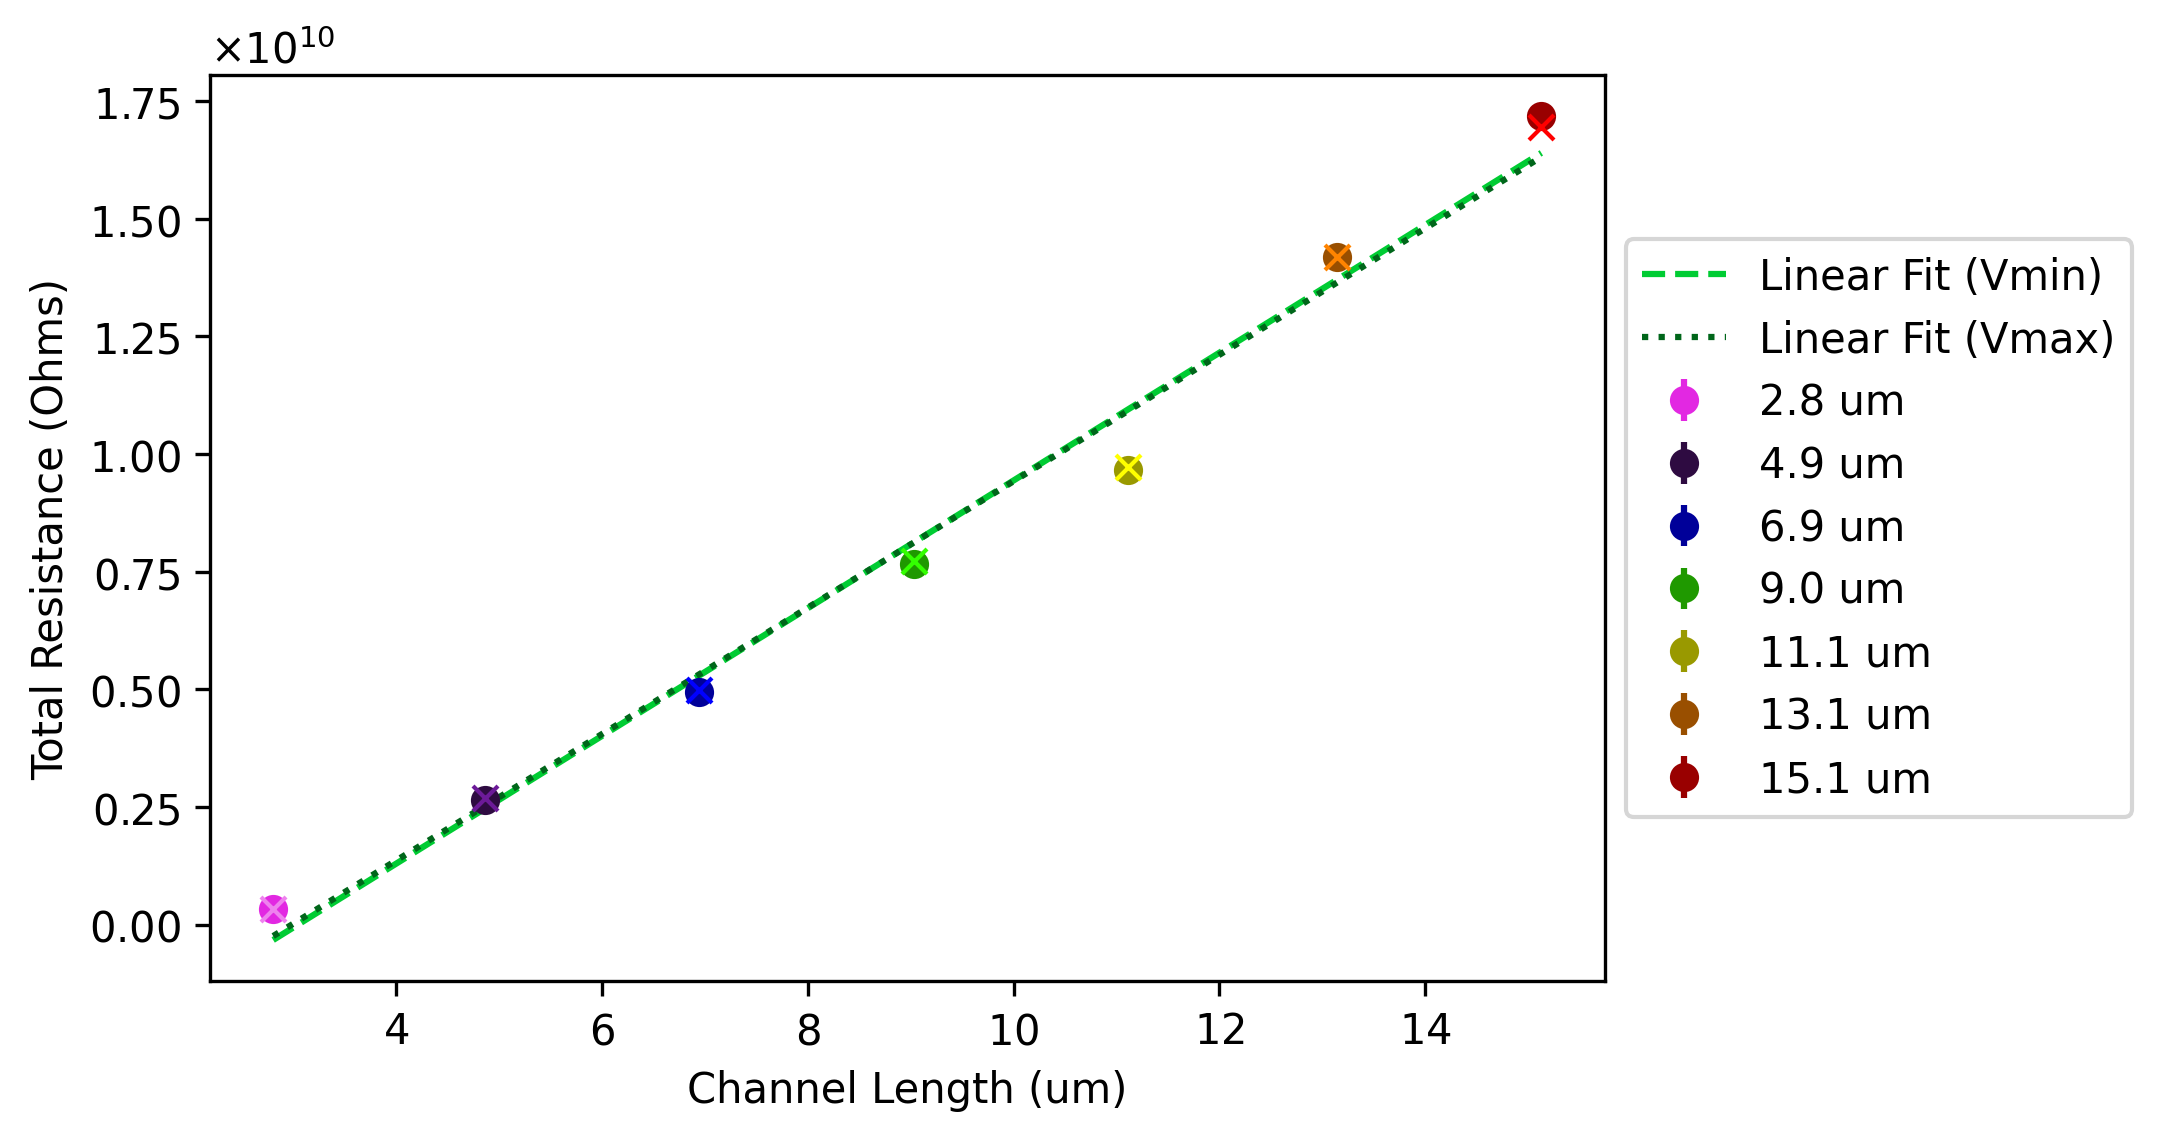 ×10¹⁰
1.75
1.50
1.25
1.00
0.75
0.50
0.25
0.00
Total Resistance (Ohms)
4 6 8 10 12 14
Channel Length (um)
Linear Fit (Vmin)
Linear Fit (Vmax)
2.8 um
4.9 um
6.9 um
9.0 um
11.1 um
13.1 um
15.1 um